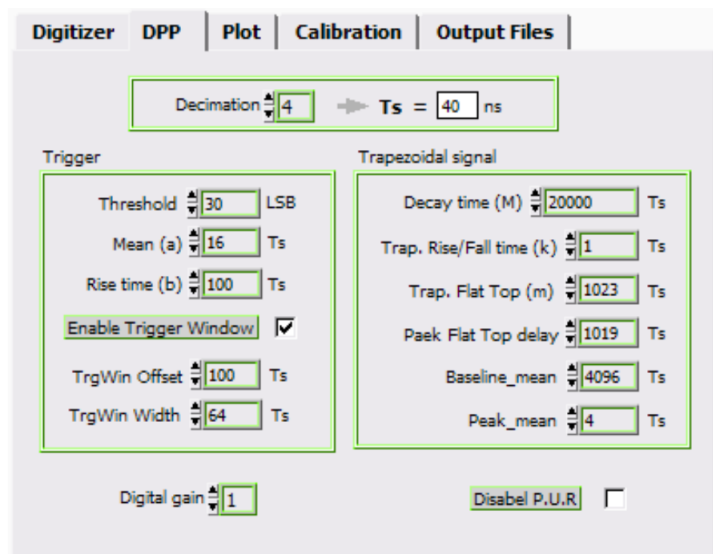 Digitizer DPP Plot Calibration Output Files
Decimation 4 Ts = 40 ns
Trigger
Threshold 30 LSB
Mean (a) 16 Ts
Rise time (b) 100 Ts
Enable Trigger Window
TrgWin Offset 100 Ts
TrgWin Width 64 Ts
Digital gain 1
Trapezoidal signal
Decay time (M) 20000 Ts
Trap. Rise/Fall time (k) 1 Ts
Trap. Flat Top (m) 1023 Ts
Paek Flat Top delay 1019 Ts
Baseline_mean 4096 Ts
Peak_mean 4 Ts
Disabel P.U.R